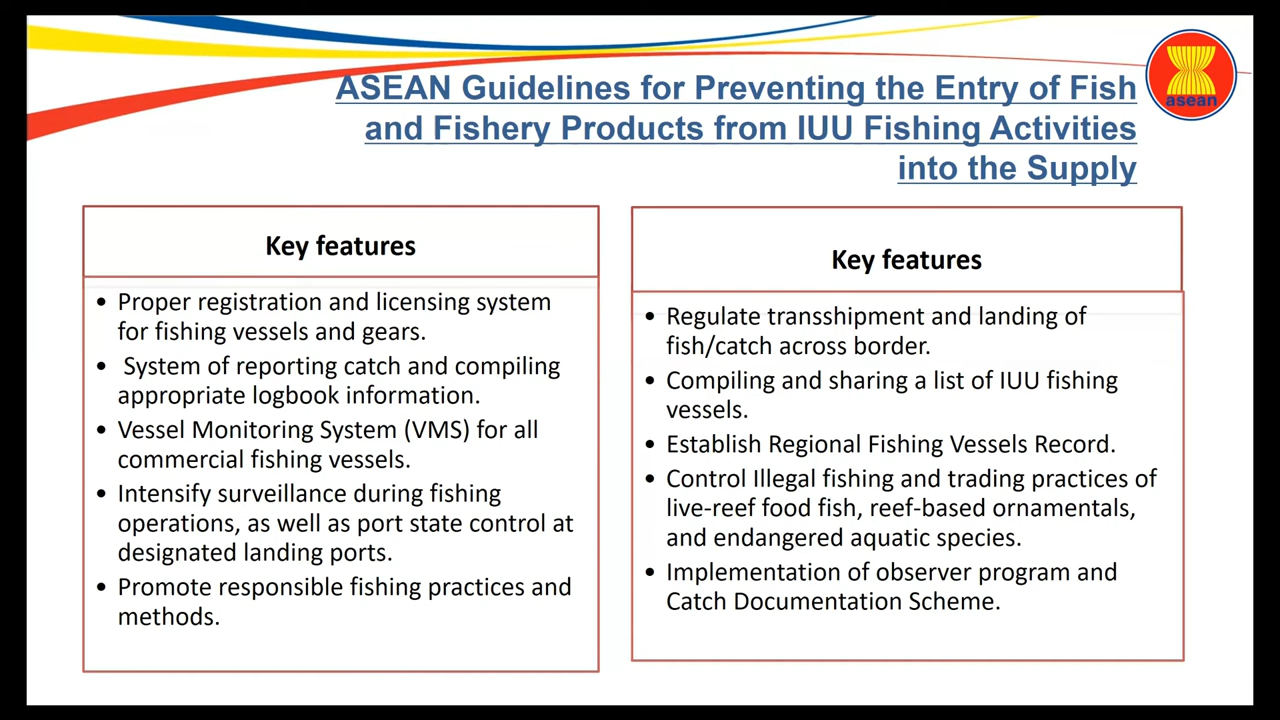 ASEAN Guidelines for Preventing the Entry of Fish
and Fishery Products from IUU Fishing Activities
into the Supply
asean
Key features
• Proper registration and licensing system
for fishing vessels and gears.
• System of reporting catch and compiling
appropriate logbook information.
• Vessel Monitoring System (VMS) for all
commercial fishing vessels.
• Intensify surveillance during fishing
operations, as well as port state control at
designated landing ports.
• Promote responsible fishing practices and
methods.
Key features
• Regulate transshipment and landing of
fish/catch across border.
• Compiling and sharing a list of IUU fishing
vessels.
• Establish Regional Fishing Vessels Record.
• Control Illegal fishing and trading practices of
live-reef food fish, reef-based ornamentals,
and endangered aquatic species.
• Implementation of observer program and
Catch Documentation Scheme.